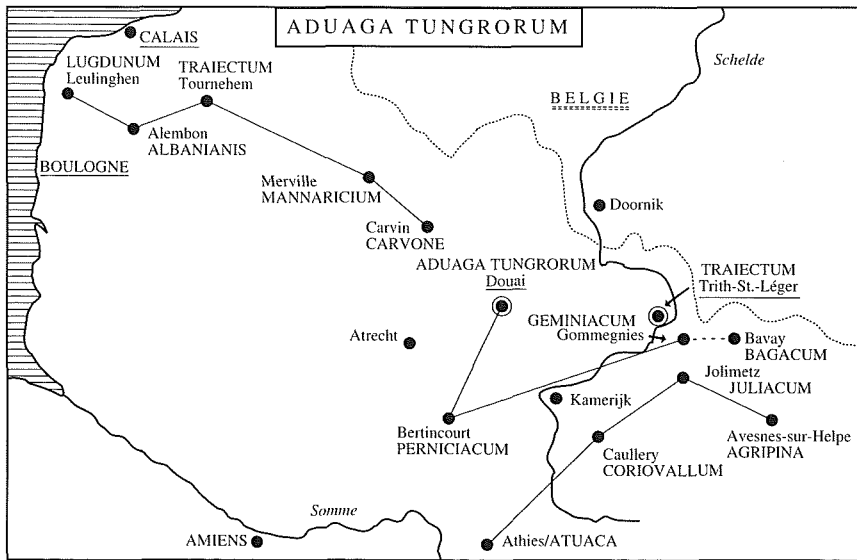 ADUAGA TUNGRORUM
CALAIS
Schelde
LUGDUNUM
Leulinghen
TRAIECTUM
Tournehem
BELGIE
Alembon
ALBANIANIS
BOULOGNE
Merville
MANNARICIUM
Doornik
Carvin
CARVONE
ADUAGA TUNGRORUM
Douai
TRAIECTUM
Trith-St.-Léger
GEMINIACUM
Gommegnies
Atrecht
Bavay
BAGACUM
Jolimetz
JULIACUM
Kamerijk
Bertincourt
PERNICIACUM
Avesnes-sur-Helpe
AGRIPINA
Caullery
CORIOVALLUM
Somme
AMIENS
Athies/ATUACA